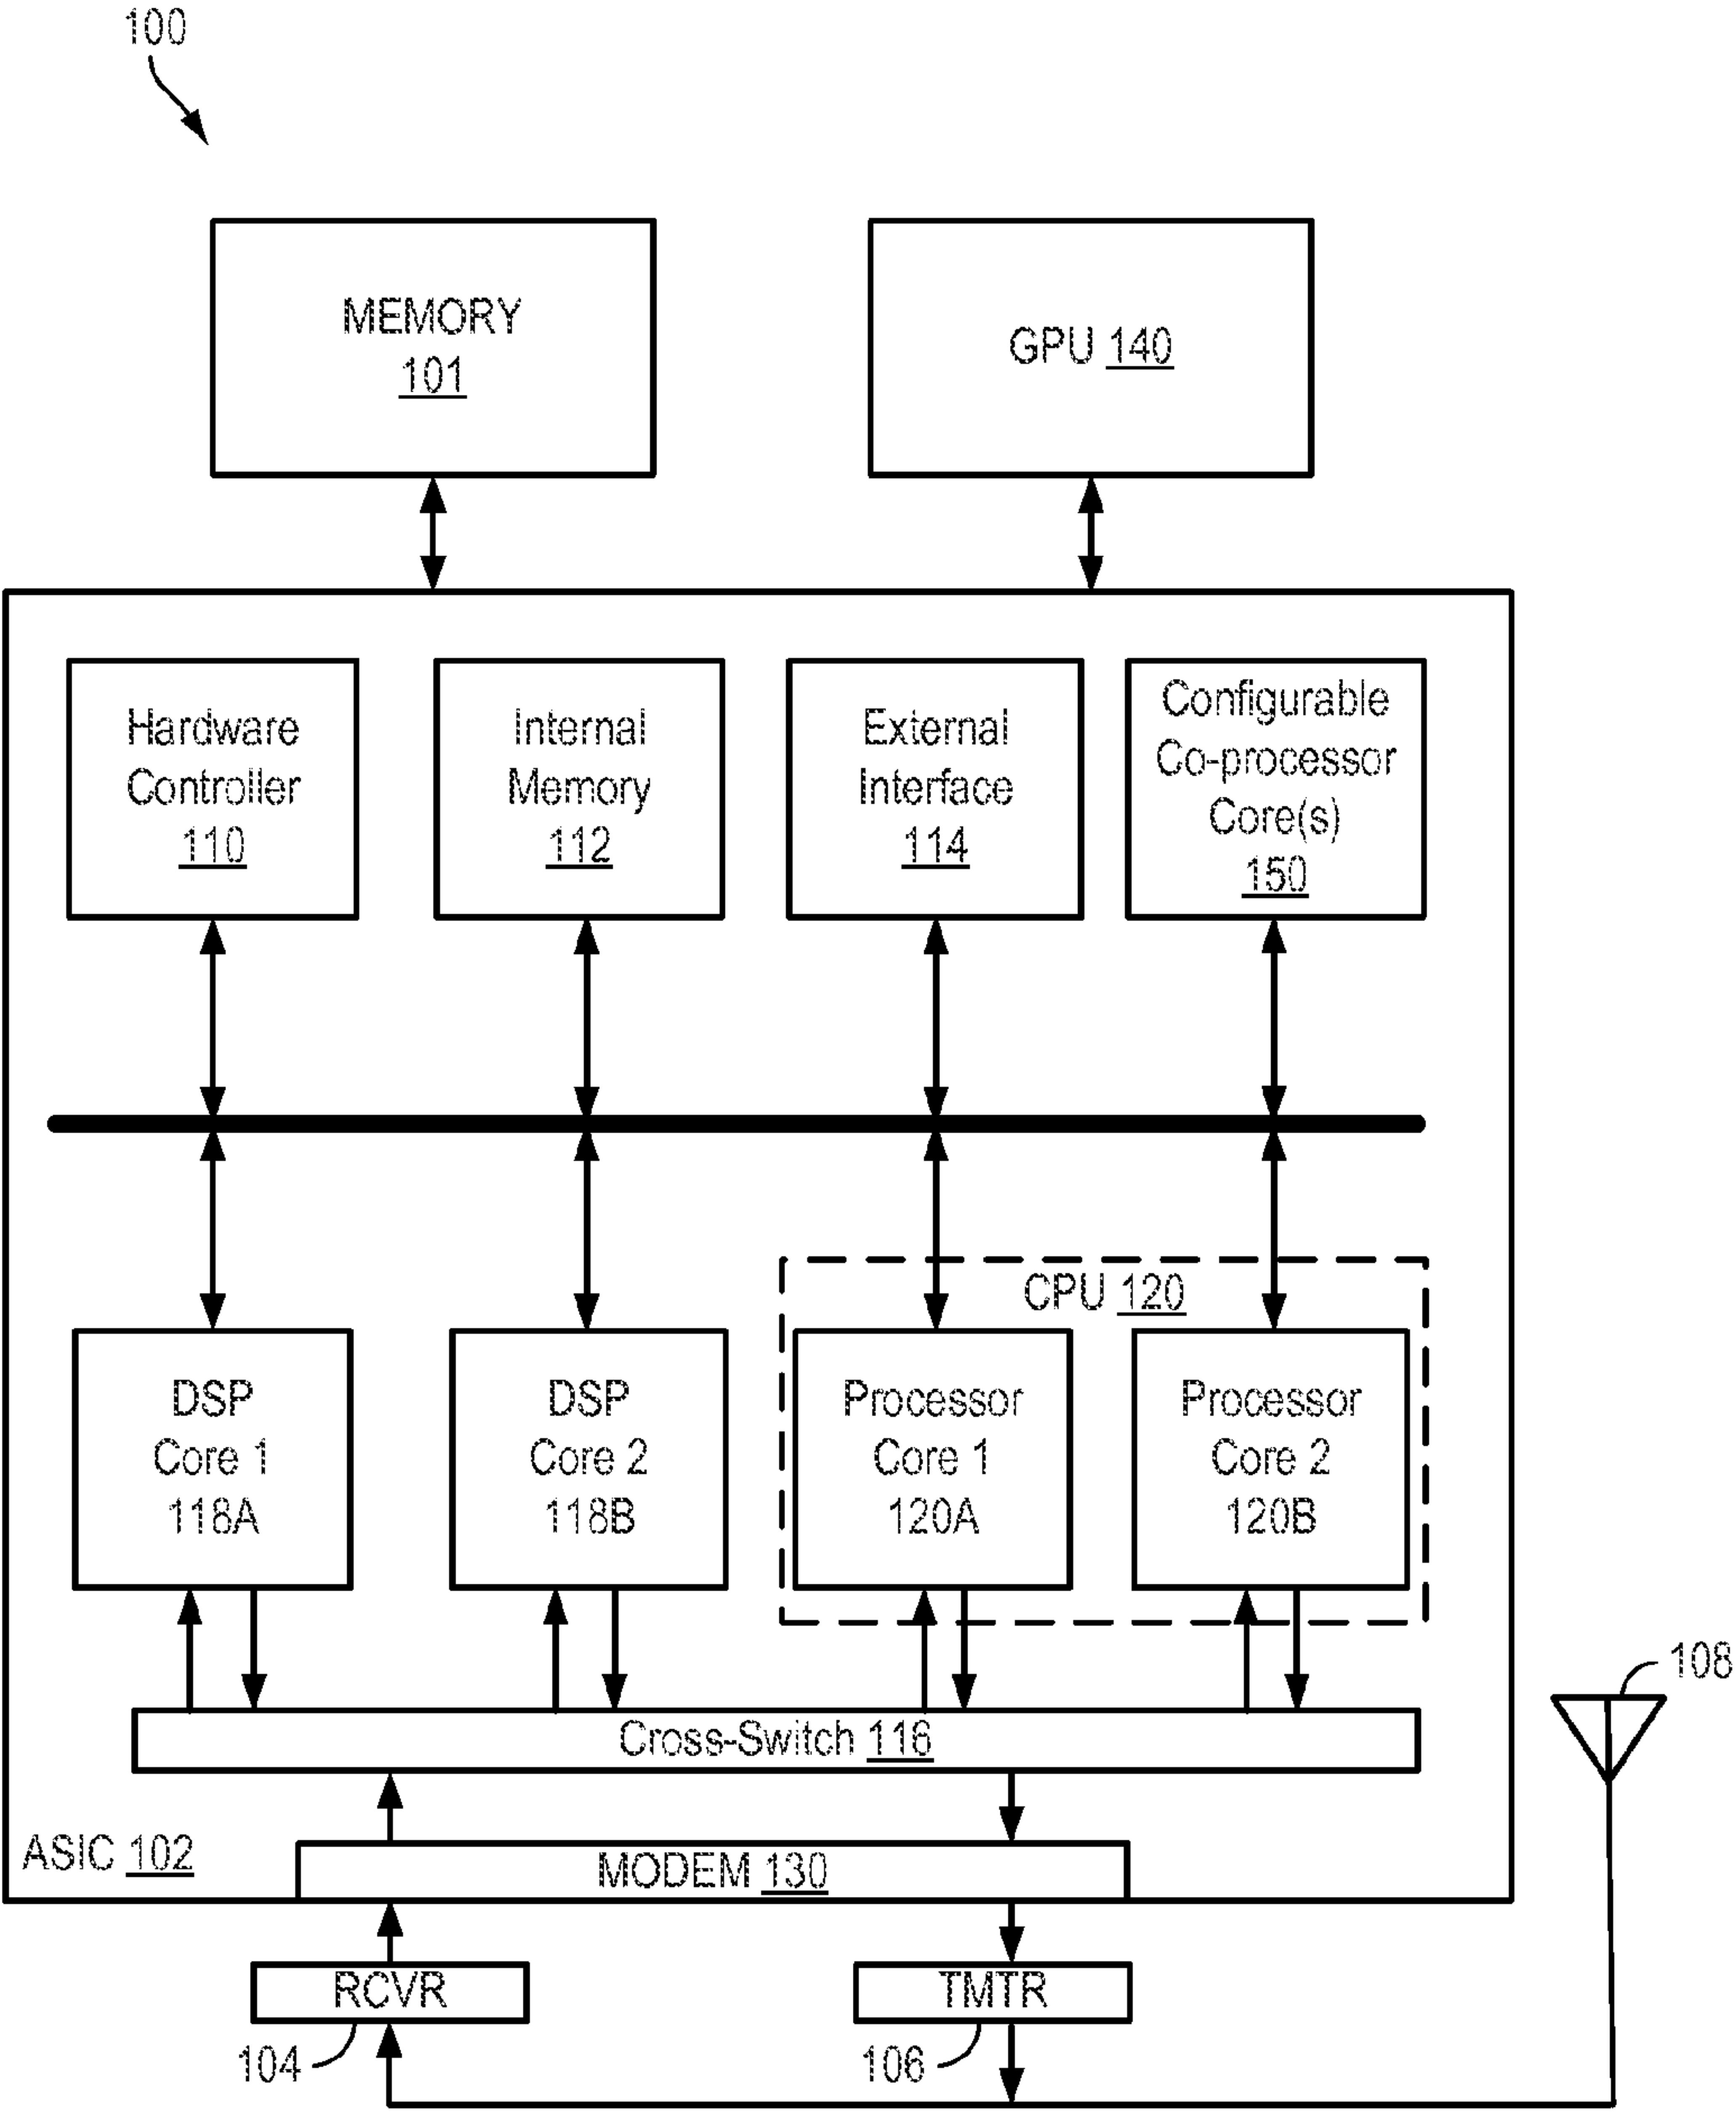 100
MEMORY
101
GPU 140
Hardware
Controller
110
Internal
Memory
112
External
Interface
114
Configurable
Co-processor
Core(s)
150
CPU 120
DSP
Core 1
118A
DSP
Core 2
118B
Processor
Core 1
120A
Processor
Core 2
120B
108
Cross-Switch 116
ASIC 102
MODEM 130
RCVR
TMTR
104
106